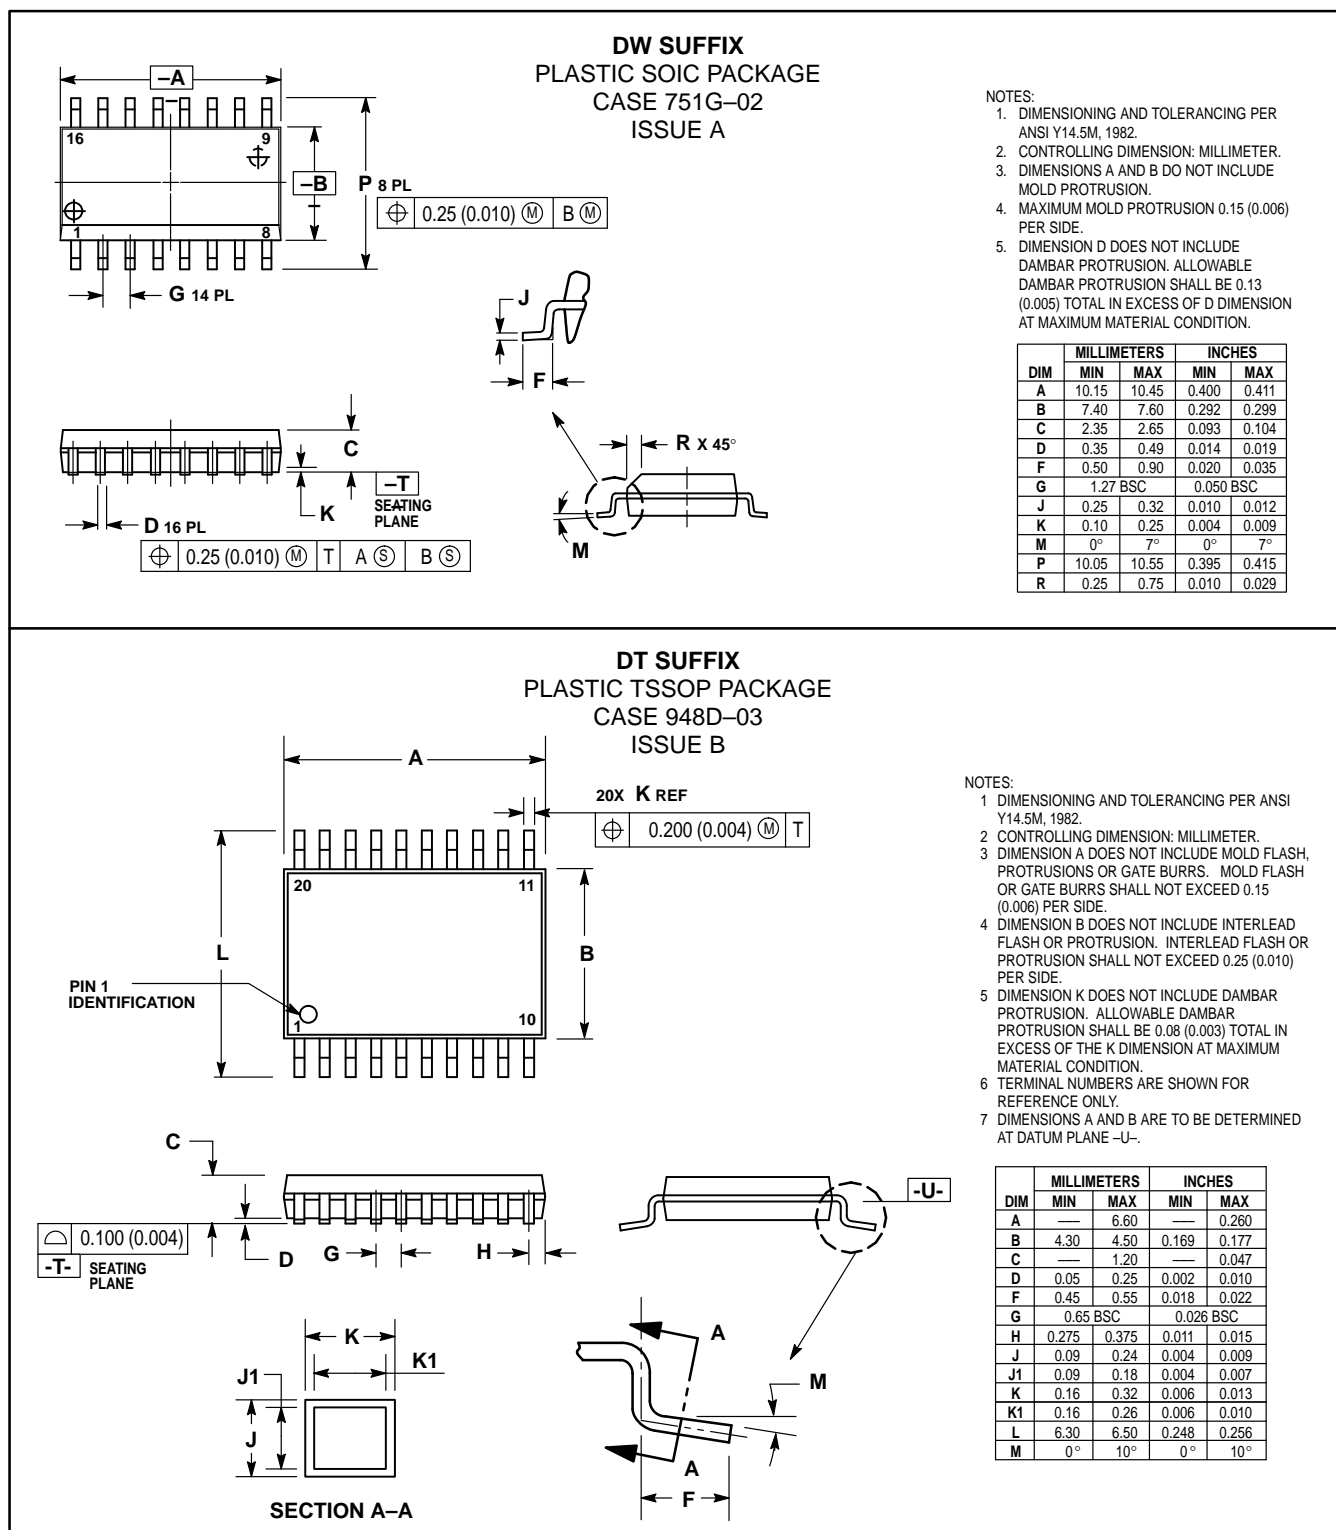 DW SUFFIX
PLASTIC SOIC PACKAGE
CASE 751G–02
ISSUE A
–A
–
16
9
–B
–
P 8 PL
0.25 (0.010) Ⓜ B Ⓜ
1
8
G 14 PL
J
F
C
K
–T
–
SEATING
PLANE
D 16 PL
0.25 (0.010) Ⓜ T A Ⓢ B Ⓢ
R X 45°
M
NOTES:
1. DIMENSIONING AND TOLERANCING PER
ANSI Y14.5M, 1982.
2. CONTROLLING DIMENSION: MILLIMETER.
3. DIMENSIONS A AND B DO NOT INCLUDE
MOLD PROTRUSION.
4. MAXIMUM MOLD PROTRUSION 0.15 (0.006)
PER SIDE.
5. DIMENSION D DOES NOT INCLUDE
DAMBAR PROTRUSION. ALLOWABLE
DAMBAR PROTRUSION SHALL BE 0.13
(0.005) TOTAL IN EXCESS OF D DIMENSION
AT MAXIMUM MATERIAL CONDITION.
MILLIMETERS INCHES
DIM MIN MAX MIN MAX
A 10.15 10.45 0.400 0.411
B 7.40 7.60 0.292 0.299
C 2.35 2.65 0.093 0.104
D 0.35 0.49 0.014 0.019
F 0.50 0.90 0.020 0.035
G 1.27 BSC 0.050 BSC
J 0.25 0.32 0.010 0.012
K 0.10 0.25 0.004 0.009
M 0° 7° 0° 7°
P 10.05 10.55 0.395 0.415
R 0.25 0.75 0.010 0.029
DT SUFFIX
PLASTIC TSSOP PACKAGE
CASE 948D–03
ISSUE B
A
20X K REF
0.200 (0.004) Ⓜ T
20
11
L
B
PIN 1
IDENTIFICATION
1
10
C
0.100 (0.004)
-T- SEATING
PLANE
D
G
H
-U-
K
K1
J1
J
SECTION A–A
A
M
A
F
NOTES:
1 DIMENSIONING AND TOLERANCING PER ANSI
Y14.5M, 1982.
2 CONTROLLING DIMENSION: MILLIMETER.
3 DIMENSION A DOES NOT INCLUDE MOLD FLASH,
PROTRUSIONS OR GATE BURRS. MOLD FLASH
OR GATE BURRS SHALL NOT EXCEED 0.15
(0.006) PER SIDE.
4 DIMENSION B DOES NOT INCLUDE INTERLEAD
FLASH OR PROTRUSION. INTERLEAD FLASH OR
PROTRUSION SHALL NOT EXCEED 0.25 (0.010)
PER SIDE.
5 DIMENSION K DOES NOT INCLUDE DAMBAR
PROTRUSION. ALLOWABLE DAMBAR
PROTRUSION SHALL BE 0.08 (0.003) TOTAL IN
EXCESS OF THE K DIMENSION AT MAXIMUM
MATERIAL CONDITION.
6 TERMINAL NUMBERS ARE SHOWN FOR
REFERENCE ONLY.
7 DIMENSIONS A AND B ARE TO BE DETERMINED
AT DATUM PLANE –U–.
MILLIMETERS INCHES
DIM MIN MAX MIN MAX
A –– 6.60 –– 0.260
B 4.30 4.50 0.169 0.177
C –– 1.20 –– 0.047
D 0.05 0.25 0.002 0.010
F 0.45 0.55 0.018 0.022
G 0.65 BSC 0.026 BSC
H 0.275 0.375 0.011 0.015
J 0.09 0.24 0.004 0.009
J1 0.09 0.18 0.004 0.007
K 0.16 0.32 0.006 0.013
K1 0.16 0.26 0.006 0.010
L 6.30 6.50 0.248 0.256
M 0° 10° 0° 10°